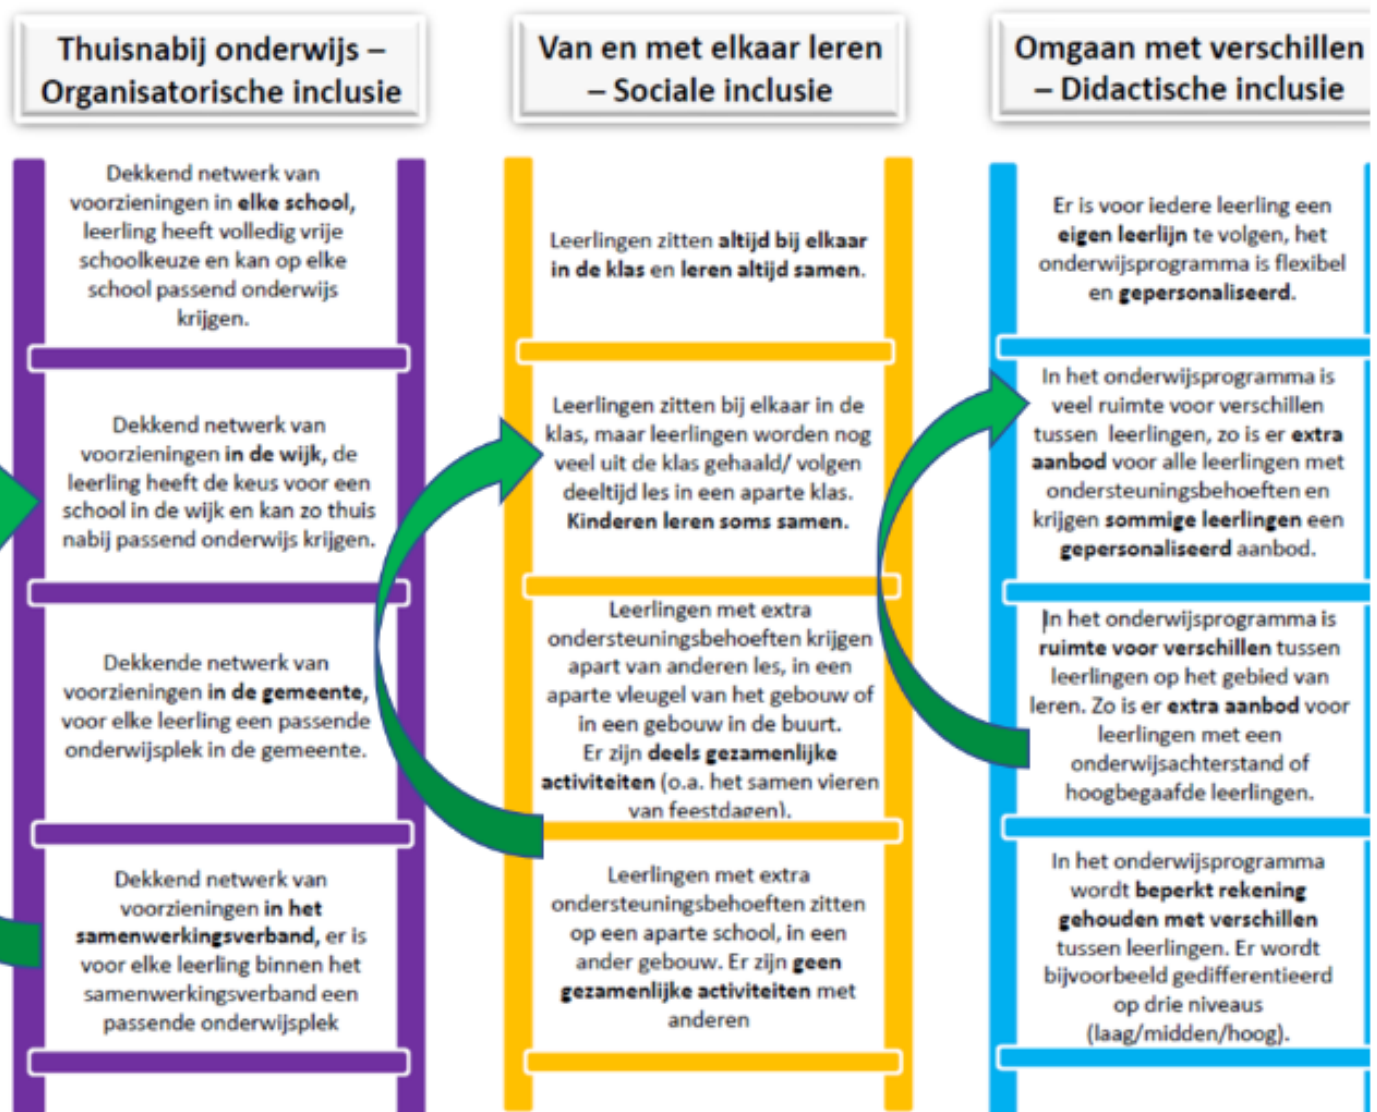 Thuisnabij onderwijs –
Organisatorische inclusie
Dekkend netwerk van
voorzieningen in elke school,
leerling heeft volledig vrije
schoolkeuze en kan op elke
school passend onderwijs
krijgen.
Dekkend netwerk van
voorzieningen in de wijk, de
leerling heeft de keus voor een
school in de wijk en kan zo thuis
nabij passend onderwijs krijgen.
Dekkende netwerk van
voorzieningen in de gemeente,
voor elke leerling een passende
onderwijsplek in de gemeente.
Dekkend netwerk van
voorzieningen in het
samenwerkingsverband, er is
voor elke leerling binnen het
samenwerkingsverband een
passende onderwijsplek
Van en met elkaar leren
– Sociale inclusie
Leerlingen zitten altijd bij elkaar
in de klas en leren altijd samen.
Leerlingen zitten bij elkaar in de
klas, maar leerlingen worden nog
veel uit de klas gehaald/ volgen
deeltijd les in een aparte klas.
Kinderen leren soms samen.
Leerlingen met extra
ondersteuningsbehoeften krijgen
apart van anderen les, in een
aparte vleugel van het gebouw of
in een gebouw in de buurt.
Er zijn deels gezamenlijke
activiteiten (o.a. het samen vieren
van feestdagen).
Leerlingen met extra
ondersteuningsbehoeften zitten
op een aparte school, in een
ander gebouw. Er zijn geen
gezamenlijke activiteiten met
anderen
Omgaan met verschillen
– Didactische inclusie
Er is voor iedere leerling een
eigen leerlijn te volgen, het
onderwijsprogramma is flexibel
en gepersonaliseerd.
In het onderwijsprogramma is
veel ruimte voor verschillen
tussen leerlingen, zo is er extra
aanbod voor alle leerlingen met
ondersteuningsbehoeften en
krijgen sommige leerlingen een
gepersonaliseerd aanbod.
In het onderwijsprogramma is
ruimte voor verschillen tussen
leerlingen op het gebied van
leren. Zo is er extra aanbod voor
leerlingen met een
onderwijsachterstand of
hoogbegaafde leerlingen.
In het onderwijsprogramma
wordt beperkt rekening
gehouden met verschillen
tussen leerlingen. Er wordt
bijvoorbeeld gedifferentieerd
op drie niveaus
(laag/midden/hoog).